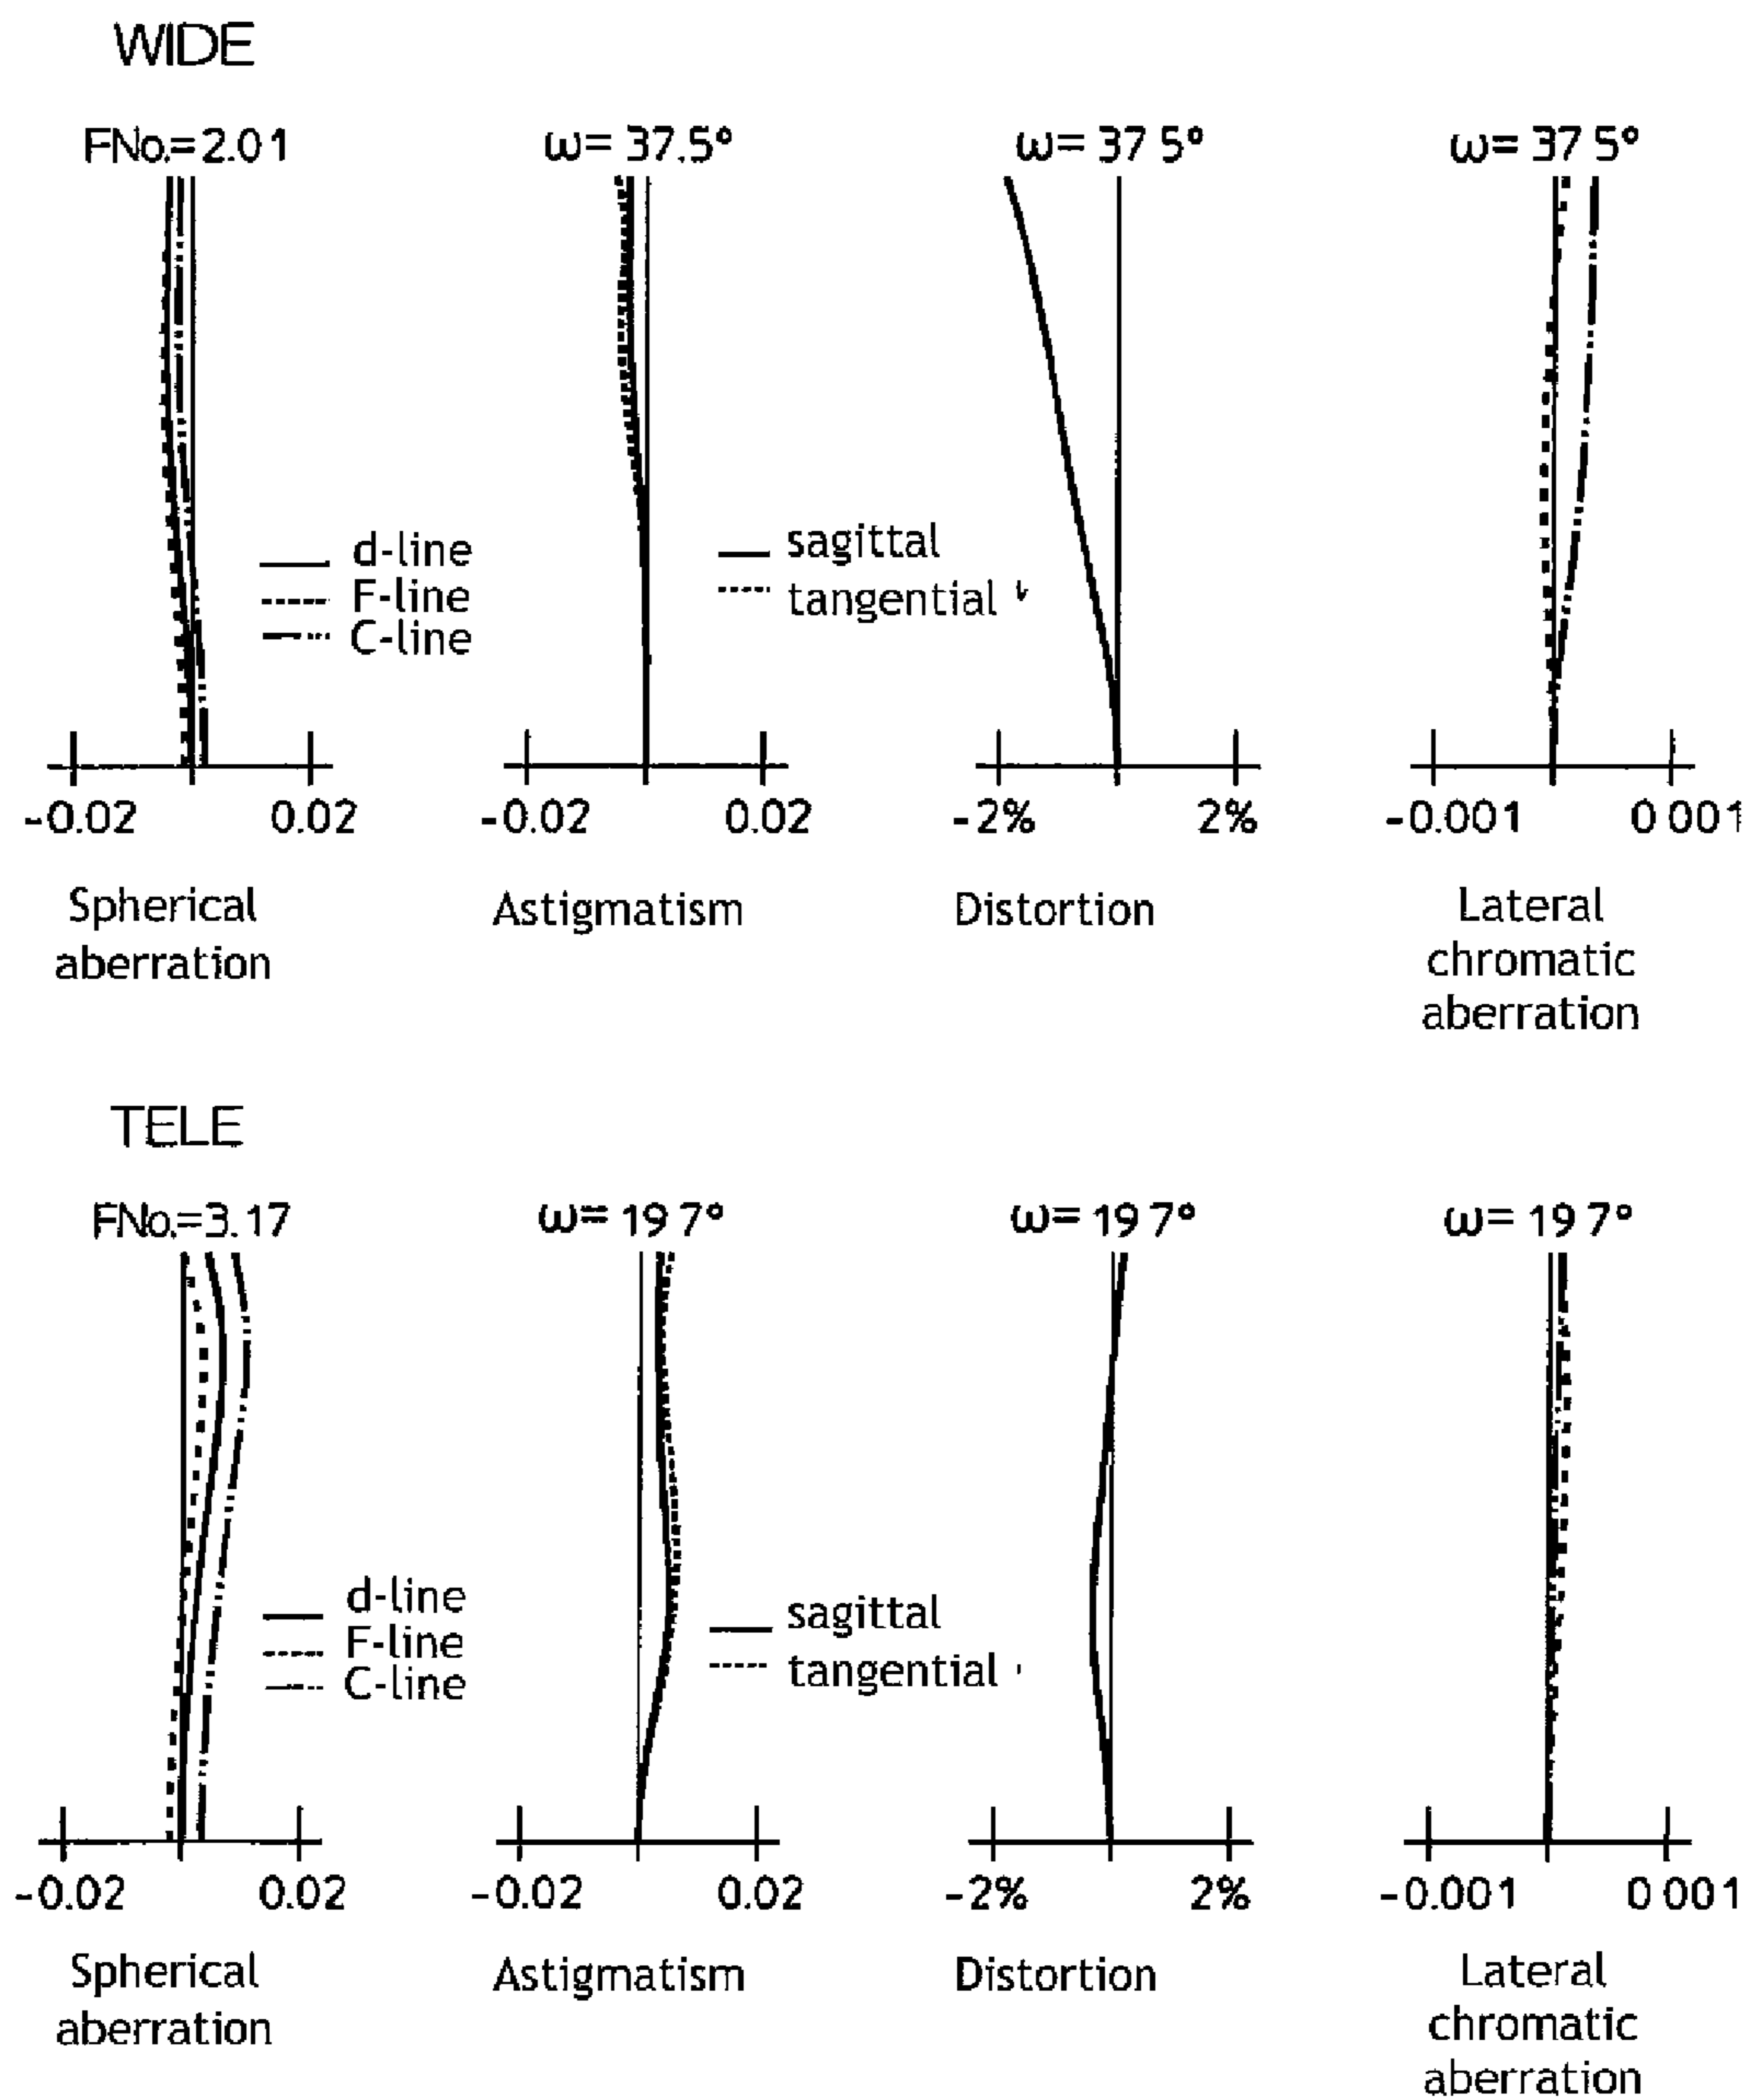 WIDE
FNo.=2.01
ω= 37.5°
ω= 37 5°
ω= 37 5°
d-line
F-line
C-line
sagittal
tangential
-0.02 0.02
-0.02 0.02
-2% 2%
-0.001 0 001
Spherical
aberration
Astigmatism
Distortion
Lateral
chromatic
aberration
TELE
FNo.=3.17
ω= 19 7°
ω= 19 7°
ω= 19 7°
d-line
F-line
C-line
sagittal
tangential
-0.02 0.02
-0.02 0.02
-2% 2%
-0.001 0 001
Spherical
aberration
Astigmatism
Distortion
Lateral
chromatic
aberration